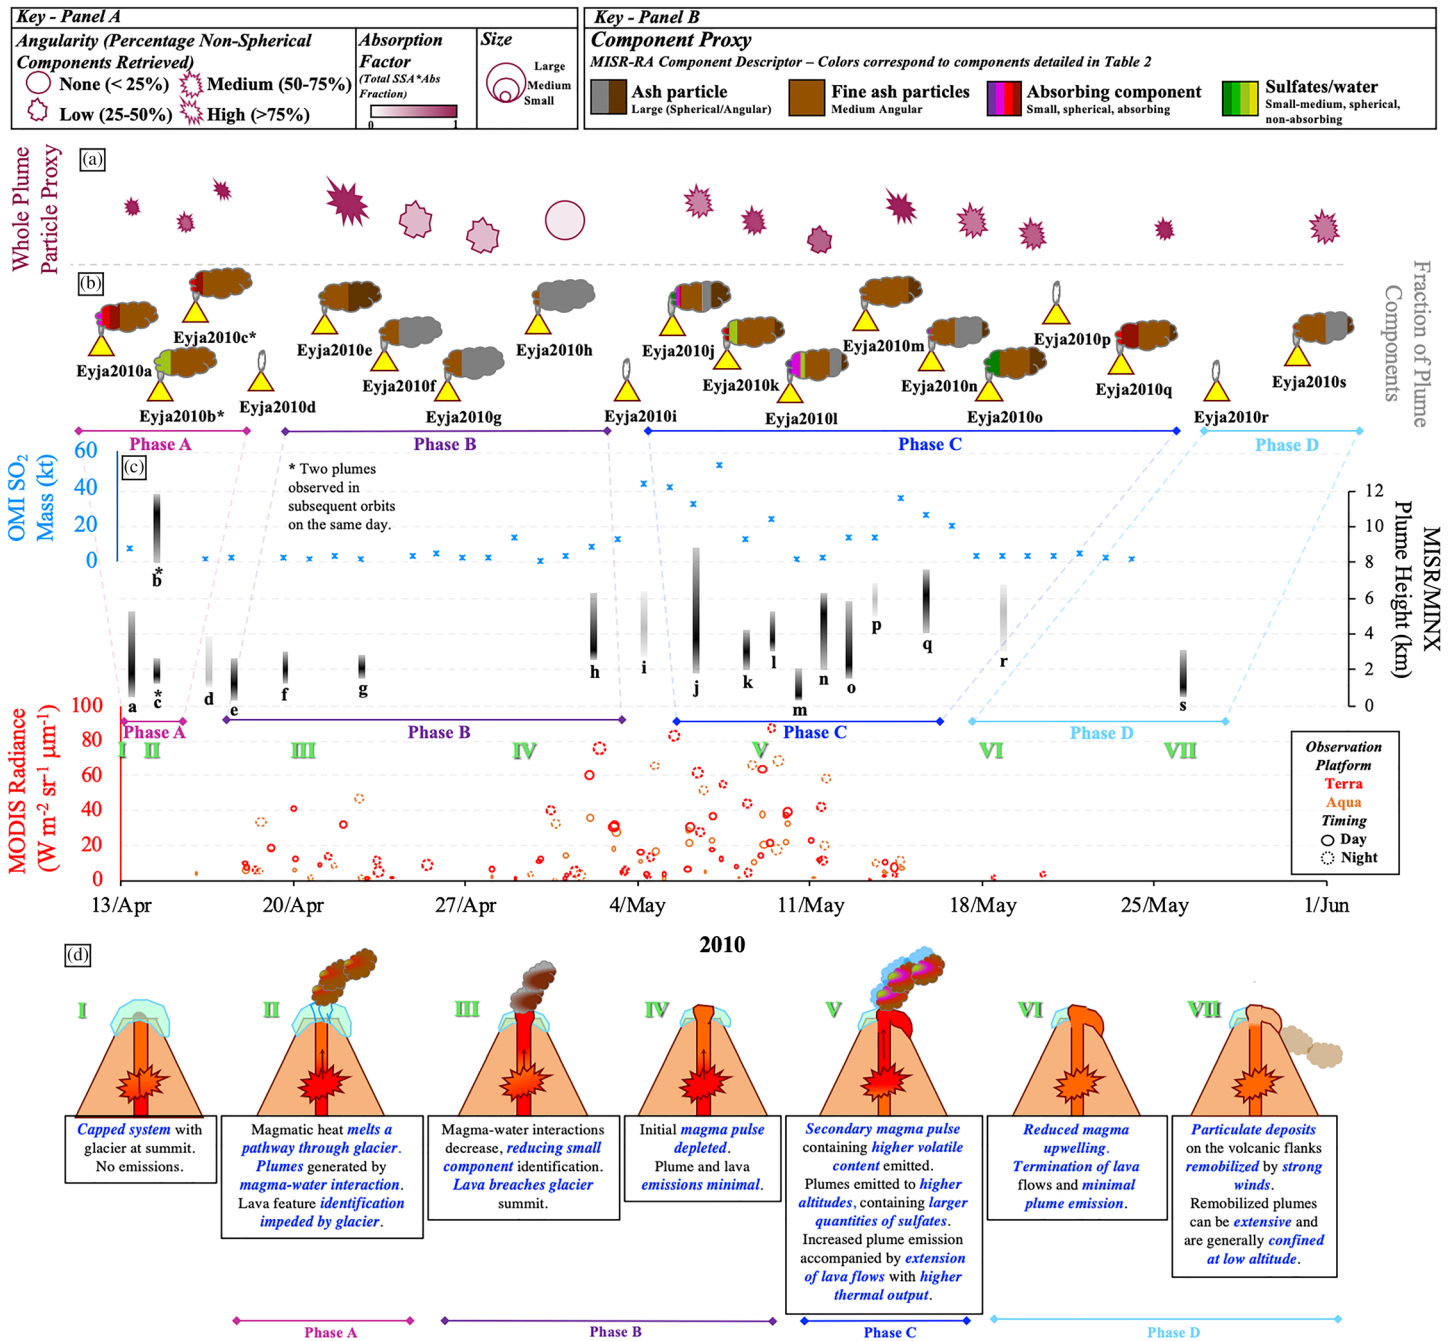 Key - Panel A
Angularity (Percentage Non-Spherical
Components Retrieved)
None (< 25%)
Medium (50-75%)
Low (25-50%)
High (>75%)
Absorption
Factor
(Total SSA*Abs
Fraction)
0
1
Size
Large
Medium
Small
Key - Panel B
Component Proxy
MISR-RA Component Descriptor – Colors correspond to components detailed in Table 2
Ash particle
Large (Spherical/Angular)
Fine ash particles
Medium Angular
Absorbing component
Small, spherical, absorbing
Sulfates/water
Small-medium, spherical,
non-absorbing
Whole Plume
Particle Proxy
(a)
(b)
Fraction of Plume
Components
Eyja2010a
Eyja2010b*
Eyja2010c*
Eyja2010d
Eyja2010e
Eyja2010f
Eyja2010g
Eyja2010h
Eyja2010i
Eyja2010j
Eyja2010k
Eyja2010l
Eyja2010m
Eyja2010n
Eyja2010o
Eyja2010p
Eyja2010q
Eyja2010r
Eyja2010s
Phase A
Phase B
Phase C
Phase D
OMI SO2
Mass (kt)
60
40
20
0
(c)
* Two plumes
observed in
subsequent orbits
on the same day.
MISR/MINX
Plume Height (km)
12
10
8
6
4
2
0
a
*
b
*
c
d
e
f
g
h
i
j
k
l
m
n
o
p
q
r
s
Phase A
Phase B
Phase C
Phase D
I
II
III
IV
V
VI
VII
MODIS Radiance
(W m-2 sr-1 μm-1)
100
80
60
40
20
0
Observation
Platform
Terra
Aqua
Timing
Day
Night
13/Apr
20/Apr
27/Apr
4/May
11/May
18/May
25/May
1/Jun
2010
(d)
I
Capped system with
glacier at summit.
No emissions.
II
Magmatic heat melts a
pathway through glacier.
Plumes generated by
magma-water interaction.
Lava feature identification
impeded by glacier.
III
Magma-water interactions
decrease, reducing small
component identification.
Lava breaches glacier
summit.
IV
Initial magma pulse
depleted.
Plume and lava
emissions minimal.
V
Secondary magma pulse
containing higher volatile
content emitted.
Plumes emitted to higher
altitudes, containing larger
quantities of sulfates.
Increased plume emission
accompanied by extension
of lava flows with higher
thermal output.
VI
Reduced magma
upwelling.
Termination of lava
flows and minimal
plume emission.
VII
Particulate deposits
on the volcanic flanks
remobilized by strong
winds.
Remobilized plumes
can be extensive and
are generally confined
at low altitude.
Phase A
Phase B
Phase C
Phase D